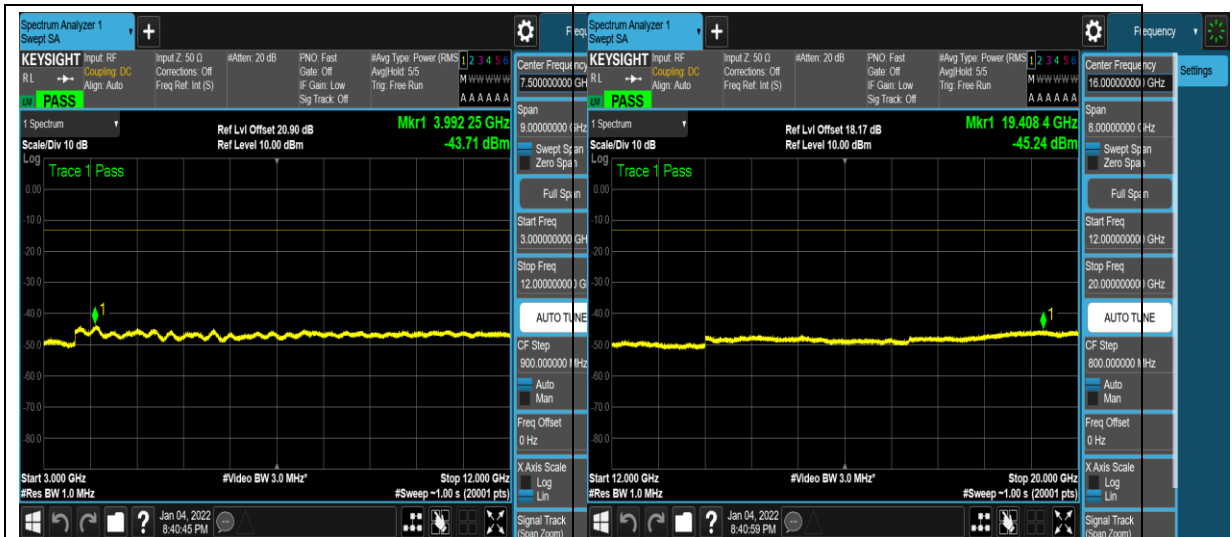 Spectrum Analyzer 1
Swept SA
+
KEYSIGHT
RL
Input: RF
Coupling: DC
Align: Auto
Input Z: 50 Ω
Corrections: Off
Freq Ref: Int (S)
#Atten: 20 dB
PNO: Fast
Gate: Off
IF Gain: Low
Sig Track: Off
#Avg Type: Power (RMS
Avg|Hold: 5/5
Trig: Free Run
1 2 3 4 5 6
M W W W W W
A A A A A A
PASS
1 Spectrum
Scale/Div 10 dB
Log
Ref Lvl Offset 20.90 dB
Ref Level 10.00 dBm
Mkr1 3.992 25 GHz
-43.71 dBm
Trace 1 Pass
0.00
-10.0
-20.0
-30.0
-40.0
-50.0
-60.0
-70.0
-80.0
1
Start 3.000 GHz
#Res BW 1.0 MHz
#Video BW 3.0 MHz*
Stop 12.000 GHz
#Sweep ~1.00 s (20001 pts)
?
Jan 04, 2022
8:40:45 PM
Center Frequency
7.500000000 GH
Span
9.00000000 GHz
Swept Span
Zero Span
Full Span
Start Freq
3.000000000 GH
Stop Freq
12.000000000 G
AUTO TUNE
CF Step
900.000000 MHz
Auto
Man
Freq Offset
0 Hz
X Axis Scale
Log
Lin
Signal Track
(Span Zoom)
Spectrum Analyzer 1
Swept SA
+
KEYSIGHT
RL
Input: RF
Coupling: DC
Align: Auto
Input Z: 50 Ω
Corrections: Off
Freq Ref: Int (S)
#Atten: 20 dB
PNO: Fast
Gate: Off
IF Gain: Low
Sig Track: Off
#Avg Type: Power (RMS
Avg|Hold: 5/5
Trig: Free Run
1 2 3 4 5 6
M W W W W W
A A A A A A
PASS
1 Spectrum
Scale/Div 10 dB
Log
Ref Lvl Offset 18.17 dB
Ref Level 10.00 dBm
Mkr1 19.408 4 GHz
-45.24 dBm
Trace 1 Pass
0.00
-10.0
-20.0
-30.0
-40.0
-50.0
-60.0
-70.0
-80.0
1
Start 12.000 GHz
#Res BW 1.0 MHz
#Video BW 3.0 MHz*
Stop 20.000 GHz
#Sweep ~1.00 s (20001 pts)
?
Jan 04, 2022
8:40:59 PM
Frequency
Settings
Center Frequency
16.000000000 GHz
Span
8.00000000 GHz
Swept Span
Zero Span
Full Span
Start Freq
12.000000000 GHz
Stop Freq
20.000000000 GHz
AUTO TUNE
CF Step
800.000000 MHz
Auto
Man
Freq Offset
0 Hz
X Axis Scale
Log
Lin
Signal Track
(Span Zoom)